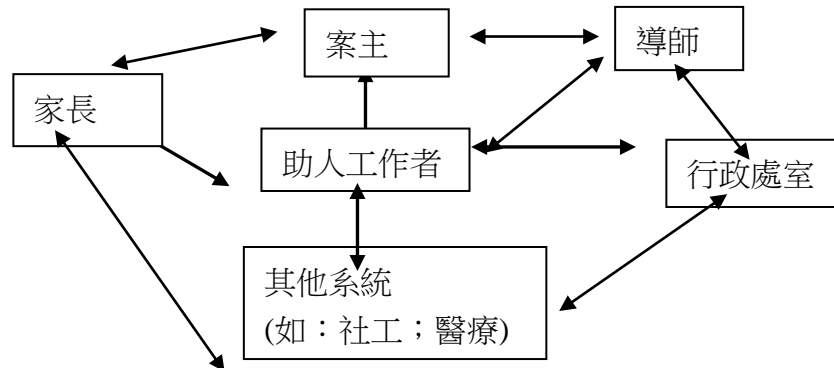 案主
導師
家長
助人工作者
行政處室
其他系統
(如：社工；醫療)